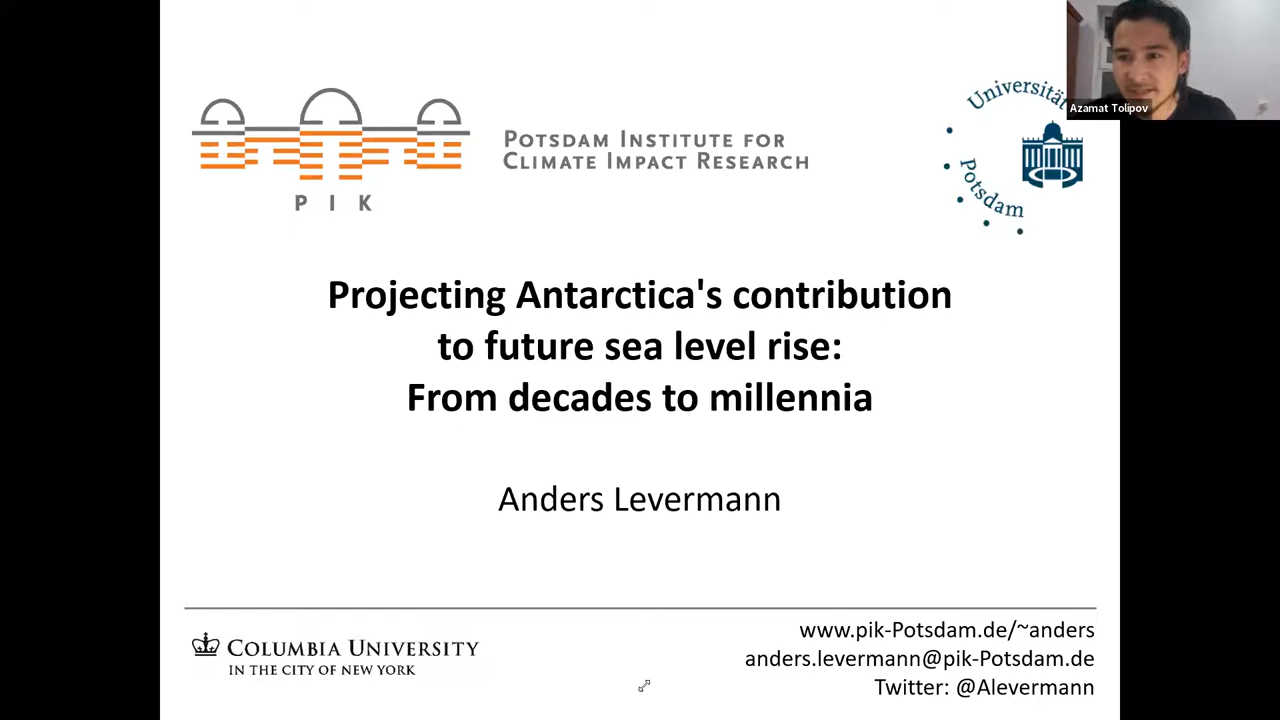 POTSDAM INSTITUTE FOR
CLIMATE IMPACT RESEARCH
P I K
Universität
Potsdam
Azamat Tolipov
Projecting Antarctica's contribution
to future sea level rise:
From decades to millennia
Anders Levermann
COLUMBIA UNIVERSITY
IN THE CITY OF NEW YORK
www.pik-Potsdam.de/~anders
anders.levermann@pik-Potsdam.de
Twitter: @Alevermann